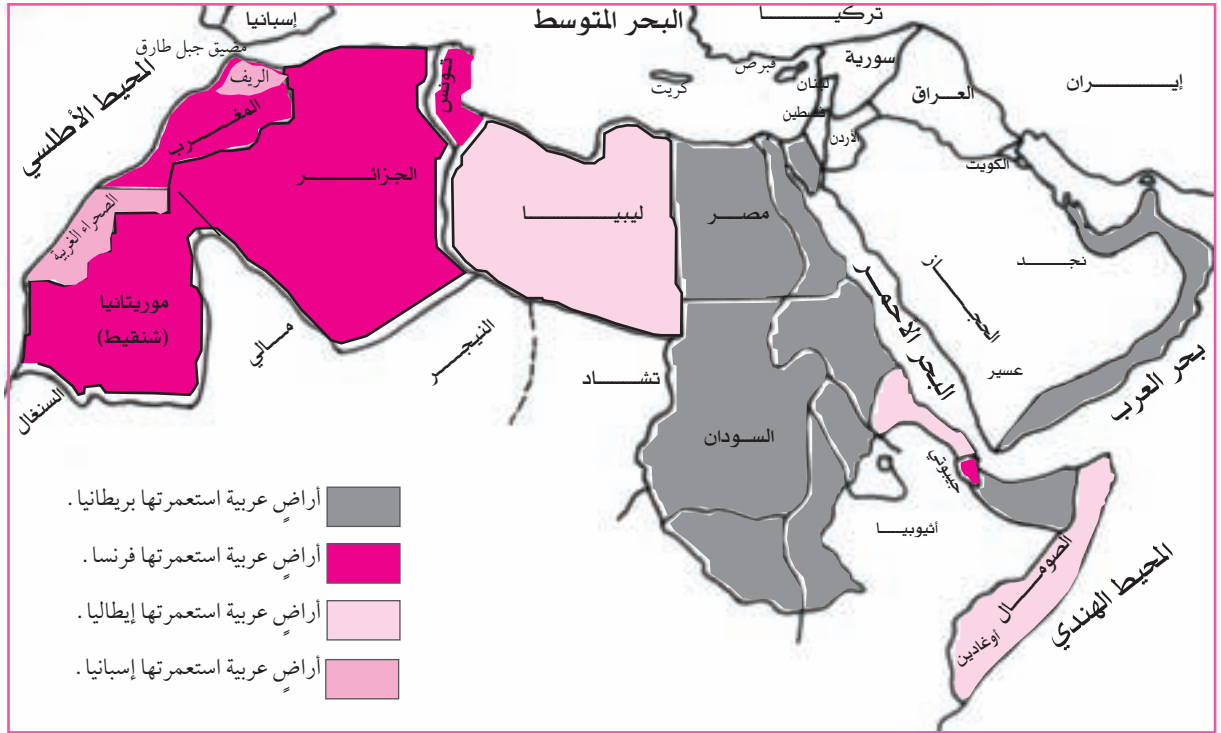 إسبانيا
البحر المتوسط
تركيا
مضيق جبل طارق
المحيط الأطلسي
الريف
المغرب
تونس
كريت
قبرص
لبنان
سورية
فلسطين
الأردن
العراق
إيران
الكويت
الجزائر
ليبيا
مصر
نجد
الحجاز
عسير
البحر الاحمر
بحر العرب
الصحراء الغربية
موريتانيا
(شنقيط)
مالي
النيجر
تشاد
السنغال
السودان
جيبوتي
أثيوبيا
الصومال
اوغادين
المحيط الهندي
أراضٍ عربية استعمرتها بريطانيا .
أراضٍ عربية استعمرتها فرنسا .
أراضٍ عربية استعمرتها إيطاليا .
أراضٍ عربية استعمرتها إسبانيا .